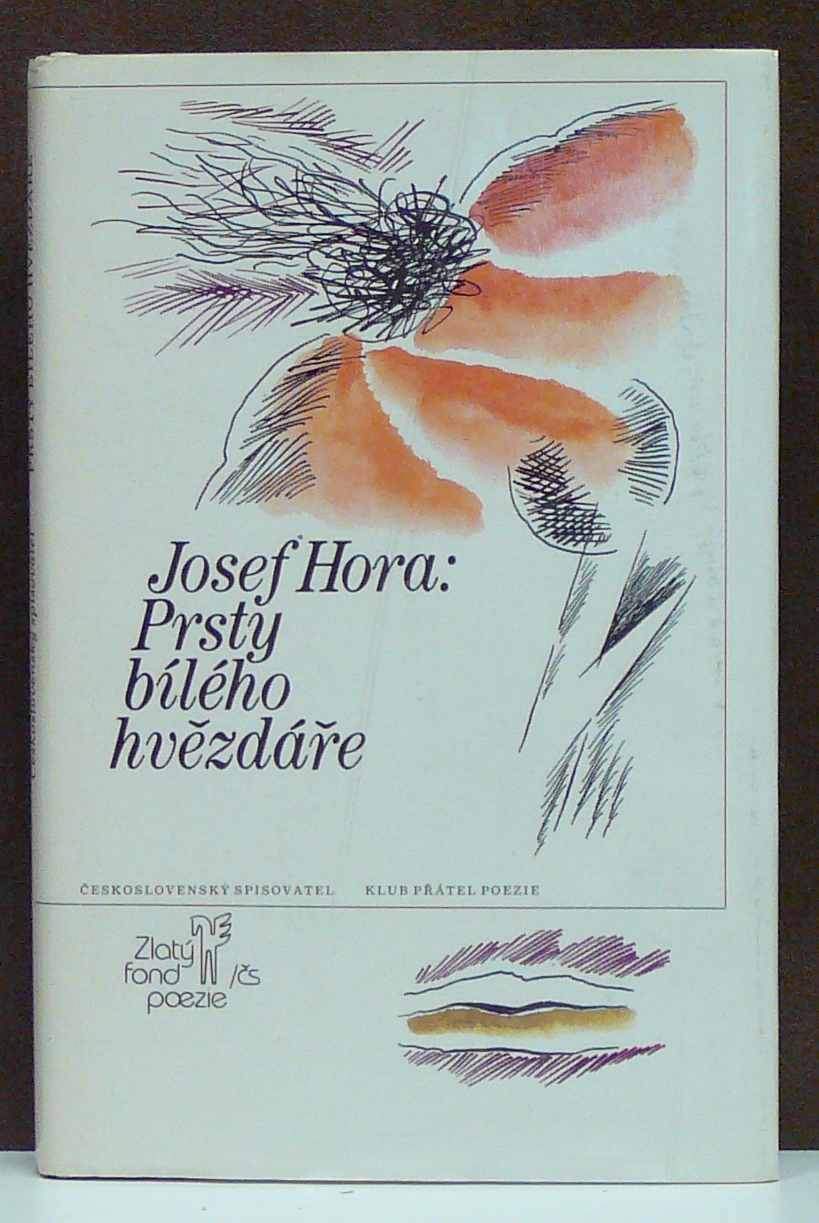 Josef Hora:
Prsty
bílého
hvězdáře
ČESKOSLOVENSKÝ SPISOVATEL KLUB PŘÁTEL POEZIE
Zlatý
fond /čs
poezie